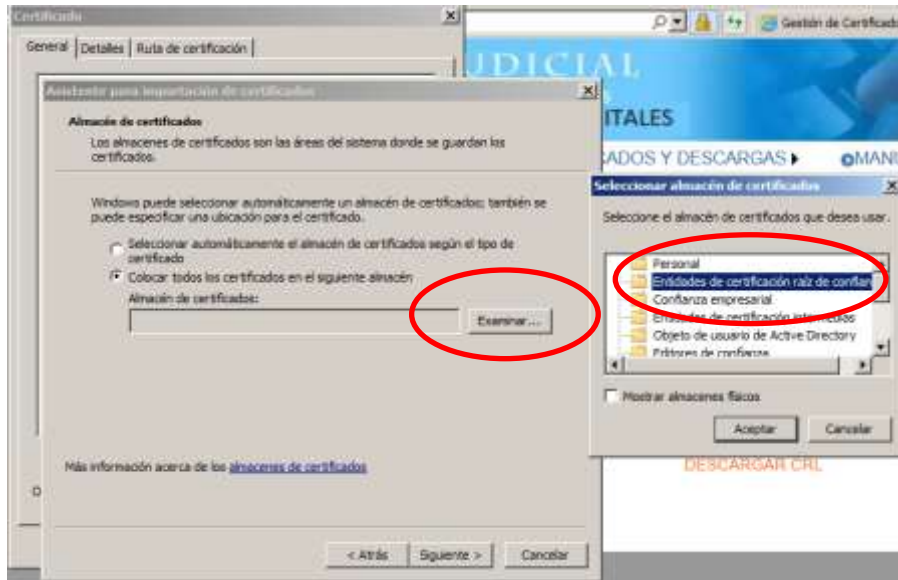 Certificado
General
Detalles
Ruta de certificación
Gestión de Certificado
JDICIAL
ITALES
ADOS Y DESCARGAS
MANU
Asistente para importación de certificados
Almacén de certificados
Los almacenes de certificados son las áreas del sistema donde se guardan los
certificados.
Windows puede seleccionar automáticamente un almacén de certificados; también se
puede especificar una ubicación para el certificado.
Seleccionar automáticamente el almacén de certificados según el tipo de
certificado
Colocar todos los certificados en el siguiente almacén
Almacén de certificados:
Examinar...
Más información acerca de los almacenes de certificados
< Atrás
Siguiente >
Cancelar
Seleccionar almacén de certificados
Seleccione el almacén de certificados que desea usar.
Personal
Entidades de certificación raíz de confian
Confianza empresarial
Entidades de certificación intermedias
Objeto de usuario de Active Directory
Editores de confianza
Mostrar almacenes físicos
Aceptar
Cancelar
DESCARGAR CRL